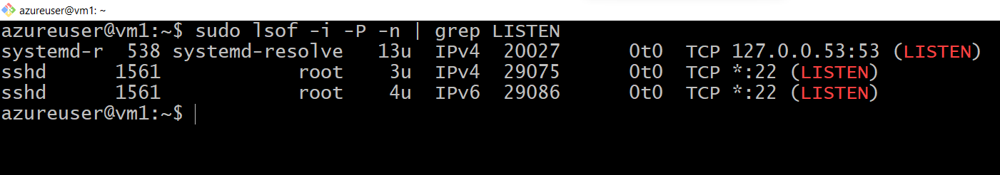 azureuser@vm1: ~
azureuser@vm1:~$ sudo lsof -i -P -n | grep LISTEN
systemd-r  538 systemd-resolve   13u  IPv4  20027      0t0  TCP 127.0.0.53:53 (LISTEN)
sshd      1561            root    3u  IPv4  29075      0t0  TCP *:22 (LISTEN)
sshd      1561            root    4u  IPv6  29086      0t0  TCP *:22 (LISTEN)
azureuser@vm1:~$